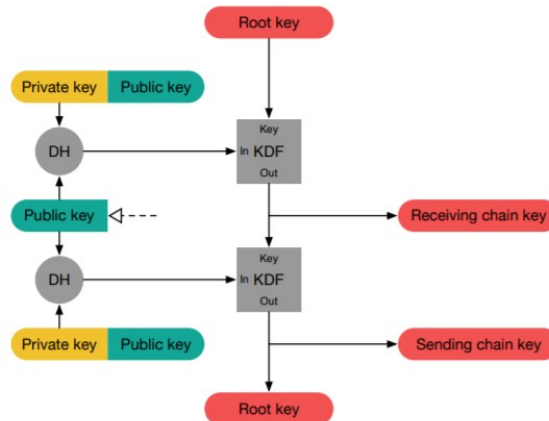 Root key
Private key Public key
DH
Key
In KDF
Out
Public key
Receiving chain key
DH
Key
In KDF
Out
Private key Public key
Sending chain key
Root key